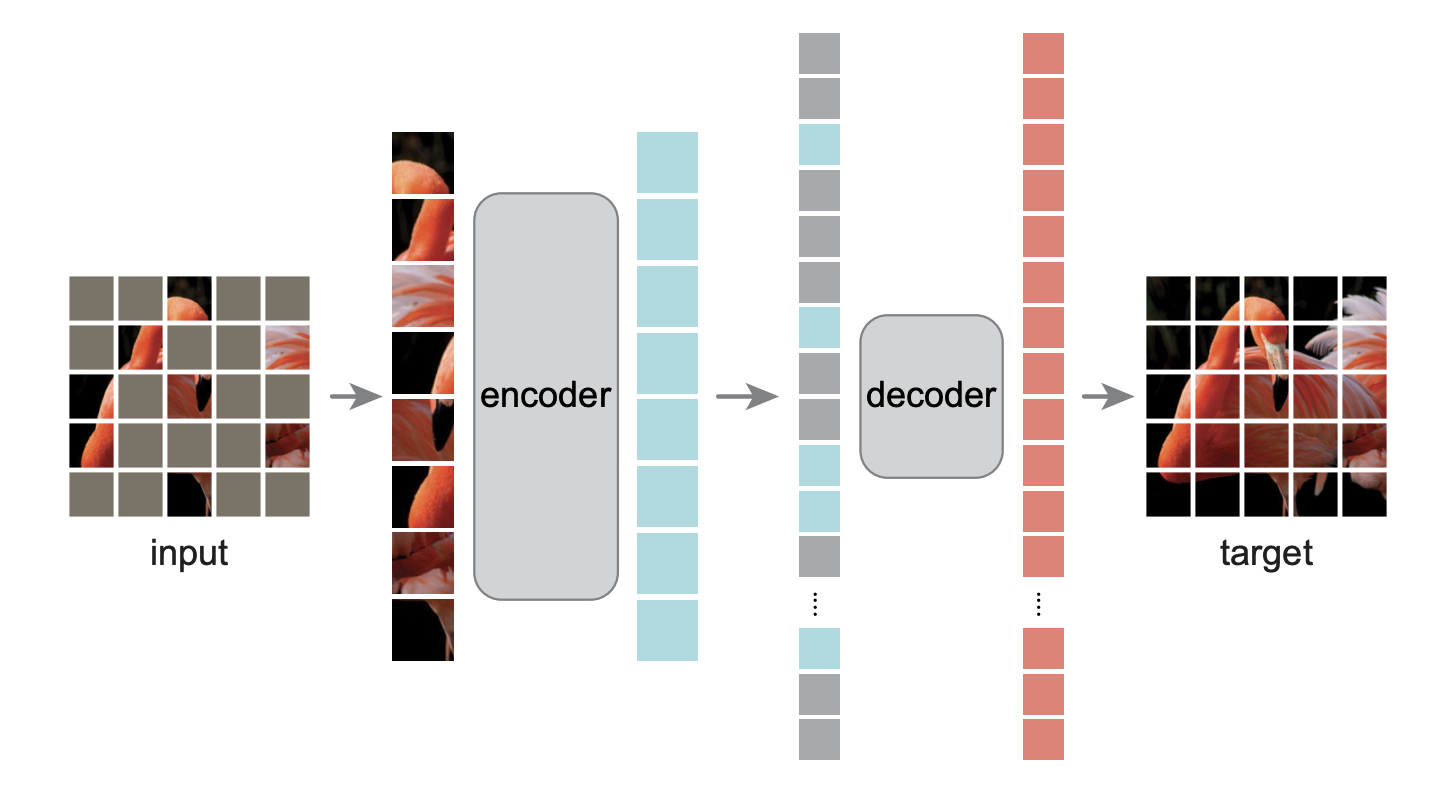 input
encoder
decoder
target